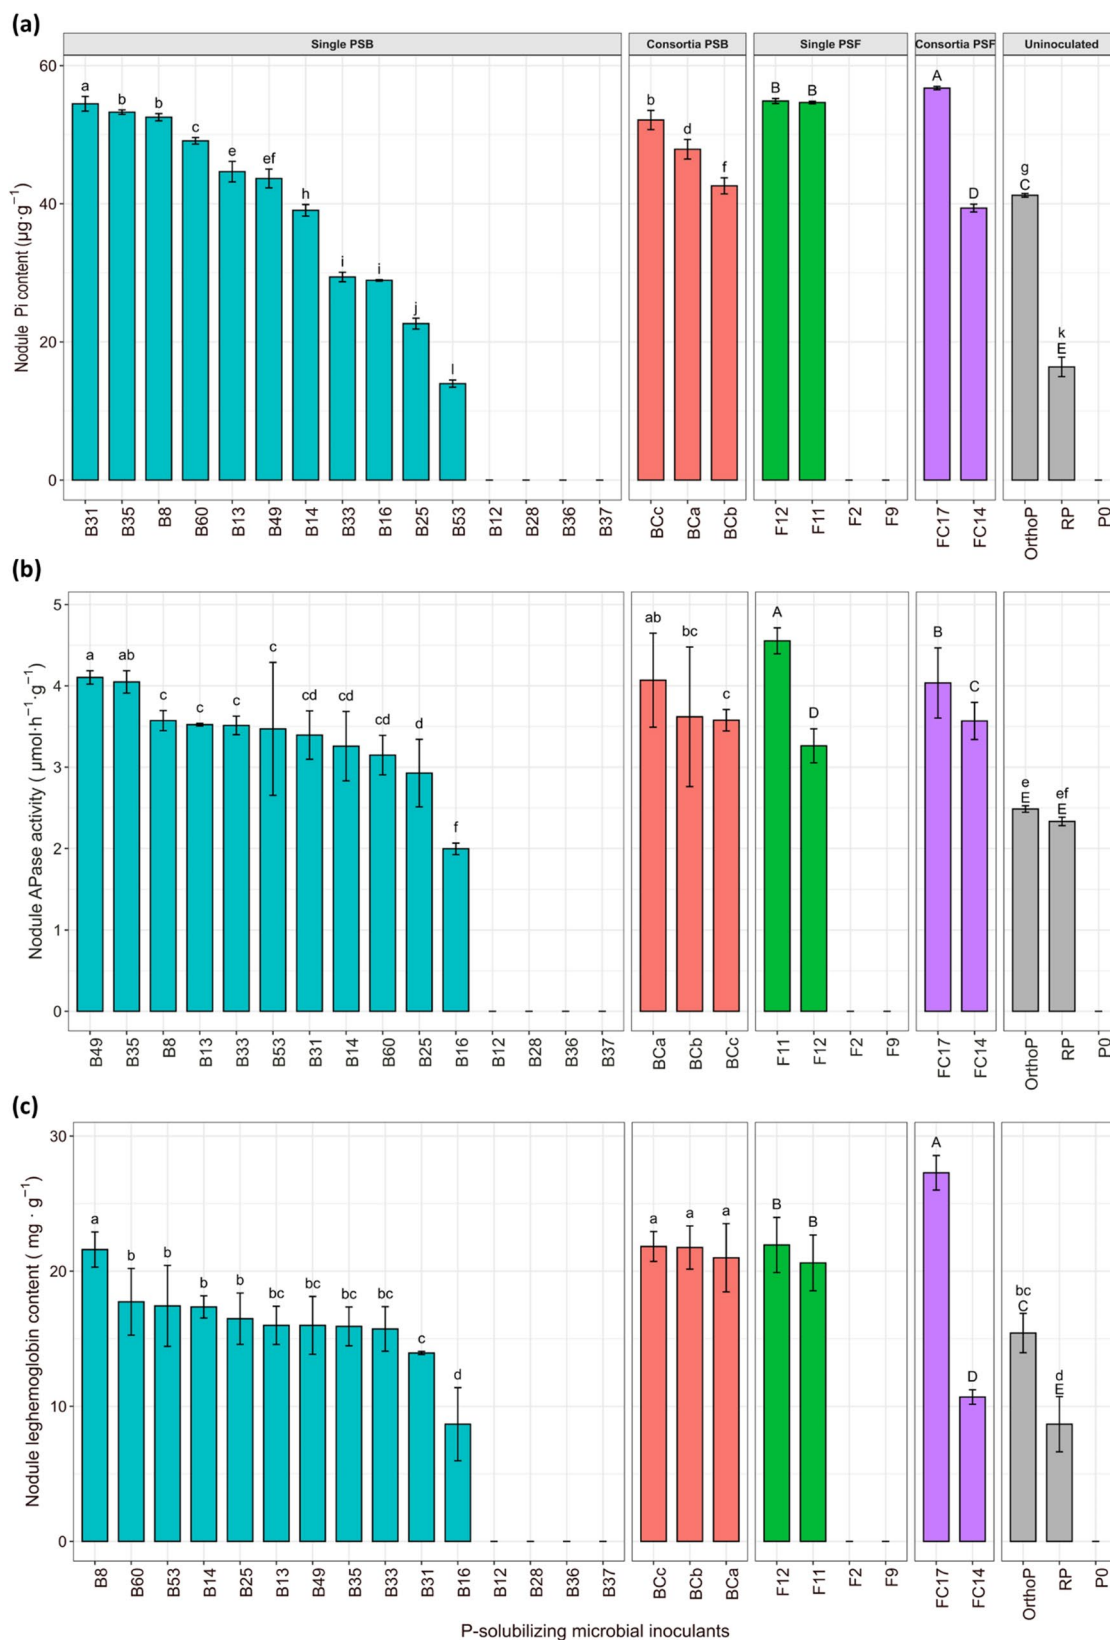 (a)
Single PSB Consortia PSB Single PSF Consortia PSF Uninoculated
Nodule Pi content (µg·g⁻¹)
60
40
20
0
a b b c e ef h i i j l b d f B B A D g C k E
B31 B35 B8 B60 B13 B49 B14 B33 B16 B25 B53 B12 B28 B36 B37 BCc BCa BCb F12 F11 F2 F9 FC17 FC14 OrthoP RP P0
(b)
Nodule APase activity ( µmol·h⁻¹·g⁻¹)
5
4
3
2
1
0
a ab c c c c cd cd cd d f ab bc c A D B C e E ef E
B49 B35 B8 B13 B33 B53 B31 B14 B60 B25 B16 B12 B28 B36 B37 BCa BCb BCc F11 F12 F2 F9 FC17 FC14 OrthoP RP P0
(c)
Nodule leghemoglobin content ( mg · g⁻¹)
30
20
10
0
a b b b b bc bc bc bc c d a a a B B A D bc C d E
B8 B60 B53 B14 B25 B13 B49 B35 B33 B31 B16 B12 B28 B36 B37 BCc BCb BCa F12 F11 F2 F9 FC17 FC14 OrthoP RP P0
P-solubilizing microbial inoculants